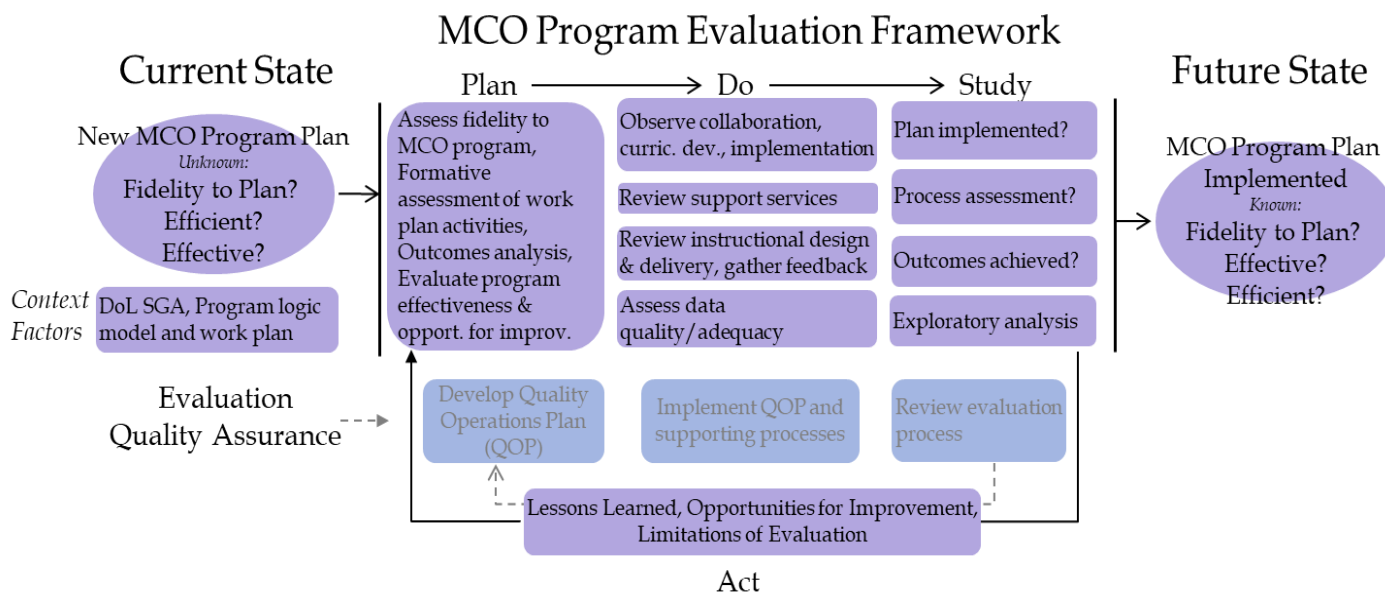 MCO Program Evaluation Framework
Current State
Plan
Do
Study
Future State
New MCO Program Plan
Unknown:
Fidelity to Plan?
Efficient?
Effective?
Context
Factors
DoL SGA, Program logic
model and work plan
Assess fidelity to
MCO program,
Formative
assessment of work
plan activities,
Outcomes analysis,
Evaluate program
effectiveness &
opport. for improv.
Observe collaboration,
curric. dev., implementation
Review support services
Review instructional design
& delivery, gather feedback
Assess data
quality/adequacy
Plan implemented?
Process assessment?
Outcomes achieved?
Exploratory analysis
MCO Program Plan
Implemented
Known:
Fidelity to Plan?
Effective?
Efficient?
Evaluation
Quality Assurance
Develop Quality
Operations Plan
(QOP)
Implement QOP and
supporting processes
Review evaluation
process
Lessons Learned, Opportunities for Improvement,
Limitations of Evaluation
Act